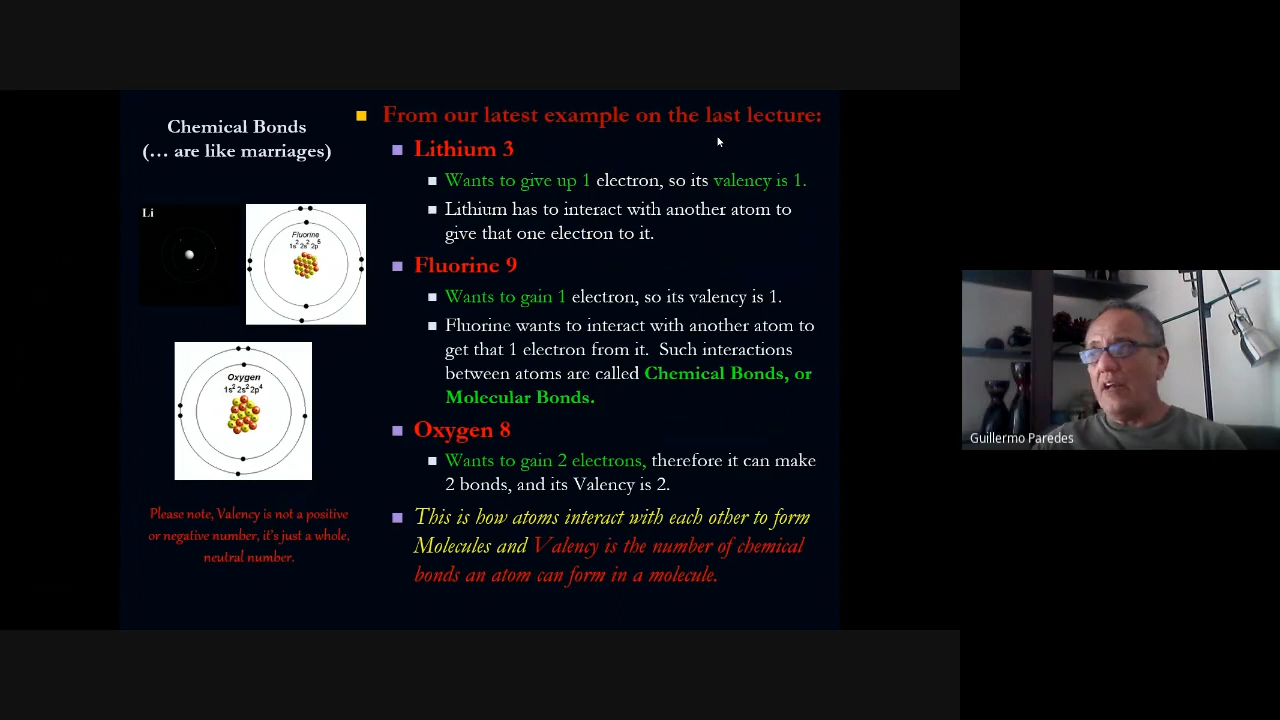 Chemical Bonds
(… are like marriages)
Li
Fluorine
1s² 2s² 2p⁵
Oxygen
1s² 2s² 2p⁴
Please note, Valency is not a positive
or negative number, it's just a whole,
neutral number.
From our latest example on the last lecture:
Lithium 3
Wants to give up 1 electron, so its valency is 1.
Lithium has to interact with another atom to
give that one electron to it.
Fluorine 9
Wants to gain 1 electron, so its valency is 1.
Fluorine wants to interact with another atom to
get that 1 electron from it.  Such interactions
between atoms are called Chemical Bonds, or
Molecular Bonds.
Oxygen 8
Wants to gain 2 electrons, therefore it can make
2 bonds, and its Valency is 2.
This is how atoms interact with each other to form
Molecules and Valency is the number of chemical
bonds an atom can form in a molecule.
Guillermo Paredes